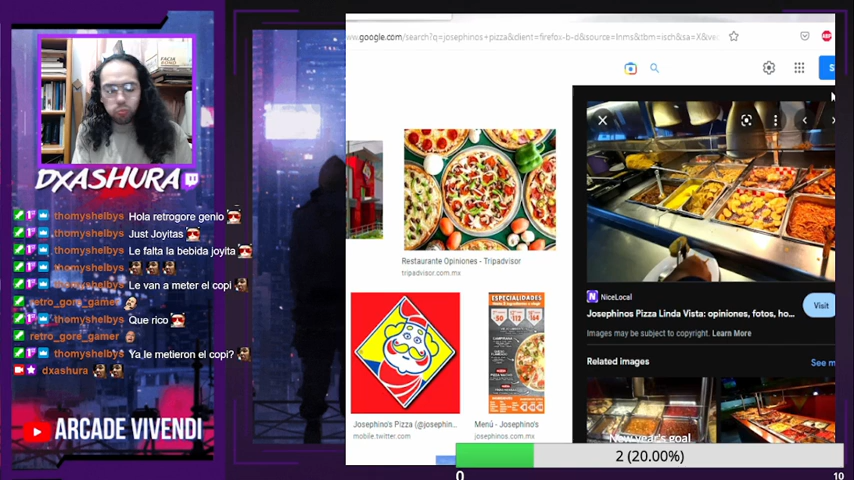 www.google.com/search?q=josephinos+pizza&client=firefox-b-d&source=lnms&tbm=isch&sa=X&ve
DXASHURA
thomyshelbys Hola retrogore genio
thomyshelbys Just Joyitas
thomyshelbys Le falta la bebida joyita
thomyshelbys
thomyshelbys Le van a meter el copi
retro_gore_gamer
thomyshelbys Que rico
retro_gore_gamer
thomyshelbys Ya le metieron el copi?
dxashura
ARCADE VIVENDI
Restaurante Opiniones - Tripadvisor
tripadvisor.com.mx
ESPECIALIDADES
Josephino's Pizza (@josephin...
mobile.twitter.com
Menú - Josephino's
josephinos.com.mx
NiceLocal
Visit
Josephinos Pizza Linda Vista: opiniones, fotos, ho...
Images may be subject to copyright. Learn More
Related images
See m
New year's goal
2 (20.00%)
0
10